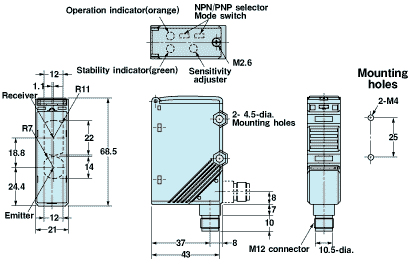 Operation indicator(orange)
NPN/PNP selector
Mode switch
M2.6
Stability indicator(green)
Sensitivity
adjuster
12
1.1
Receiver
R11
R7
22
68.5
18.8
14
24.4
Emitter
12
21
2- 4.5-dia.
Mounting holes
8
7
10
37
8
43
M12 connector
10.5-dia.
Mounting
holes
2-M4
25